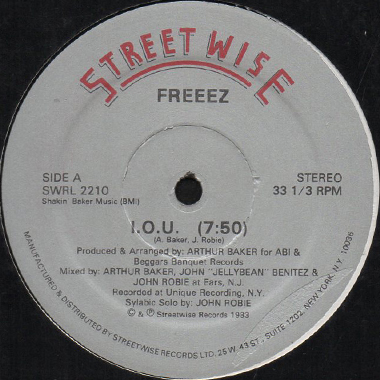 STREET WISE
FREEEZ
SIDE A
SWRL 2210
Shakin Baker Music (BMI)
STEREO
33 1/3 RPM
I.O.U. (7:50)
(A. Baker, J. Robie)
Produced & Arranged by: ARTHUR BAKER for ABI &
Beggars Banquet Records
Mixed by: ARTHUR BAKER, JOHN "JELLYBEAN" BENITEZ &
JOHN ROBIE at Ears, N.J.
Recorded at Unique Recording, N.Y.
Sylabic Solo by: JOHN ROBIE
© & Ⓟ Streetwise Records 1983
MANUFACTURED & DISTRIBUTED BY STREETWISE RECORDS LTD. 25 W. 43 ST., SUITE 1202, NEW YORK, N.Y. 10036